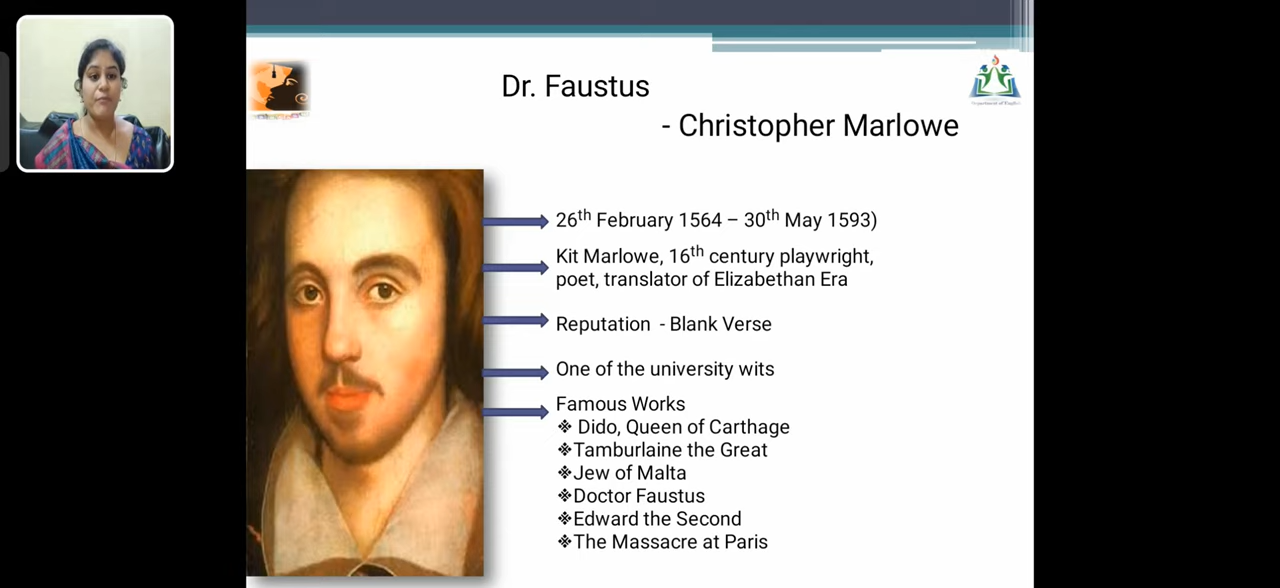 Dr. Faustus
- Christopher Marlowe
26th February 1564 – 30th May 1593)
Kit Marlowe, 16th century playwright,
poet, translator of Elizabethan Era
Reputation - Blank Verse
One of the university wits
Famous Works
❖ Dido, Queen of Carthage
❖Tamburlaine the Great
❖Jew of Malta
❖Doctor Faustus
❖Edward the Second
❖The Massacre at Paris